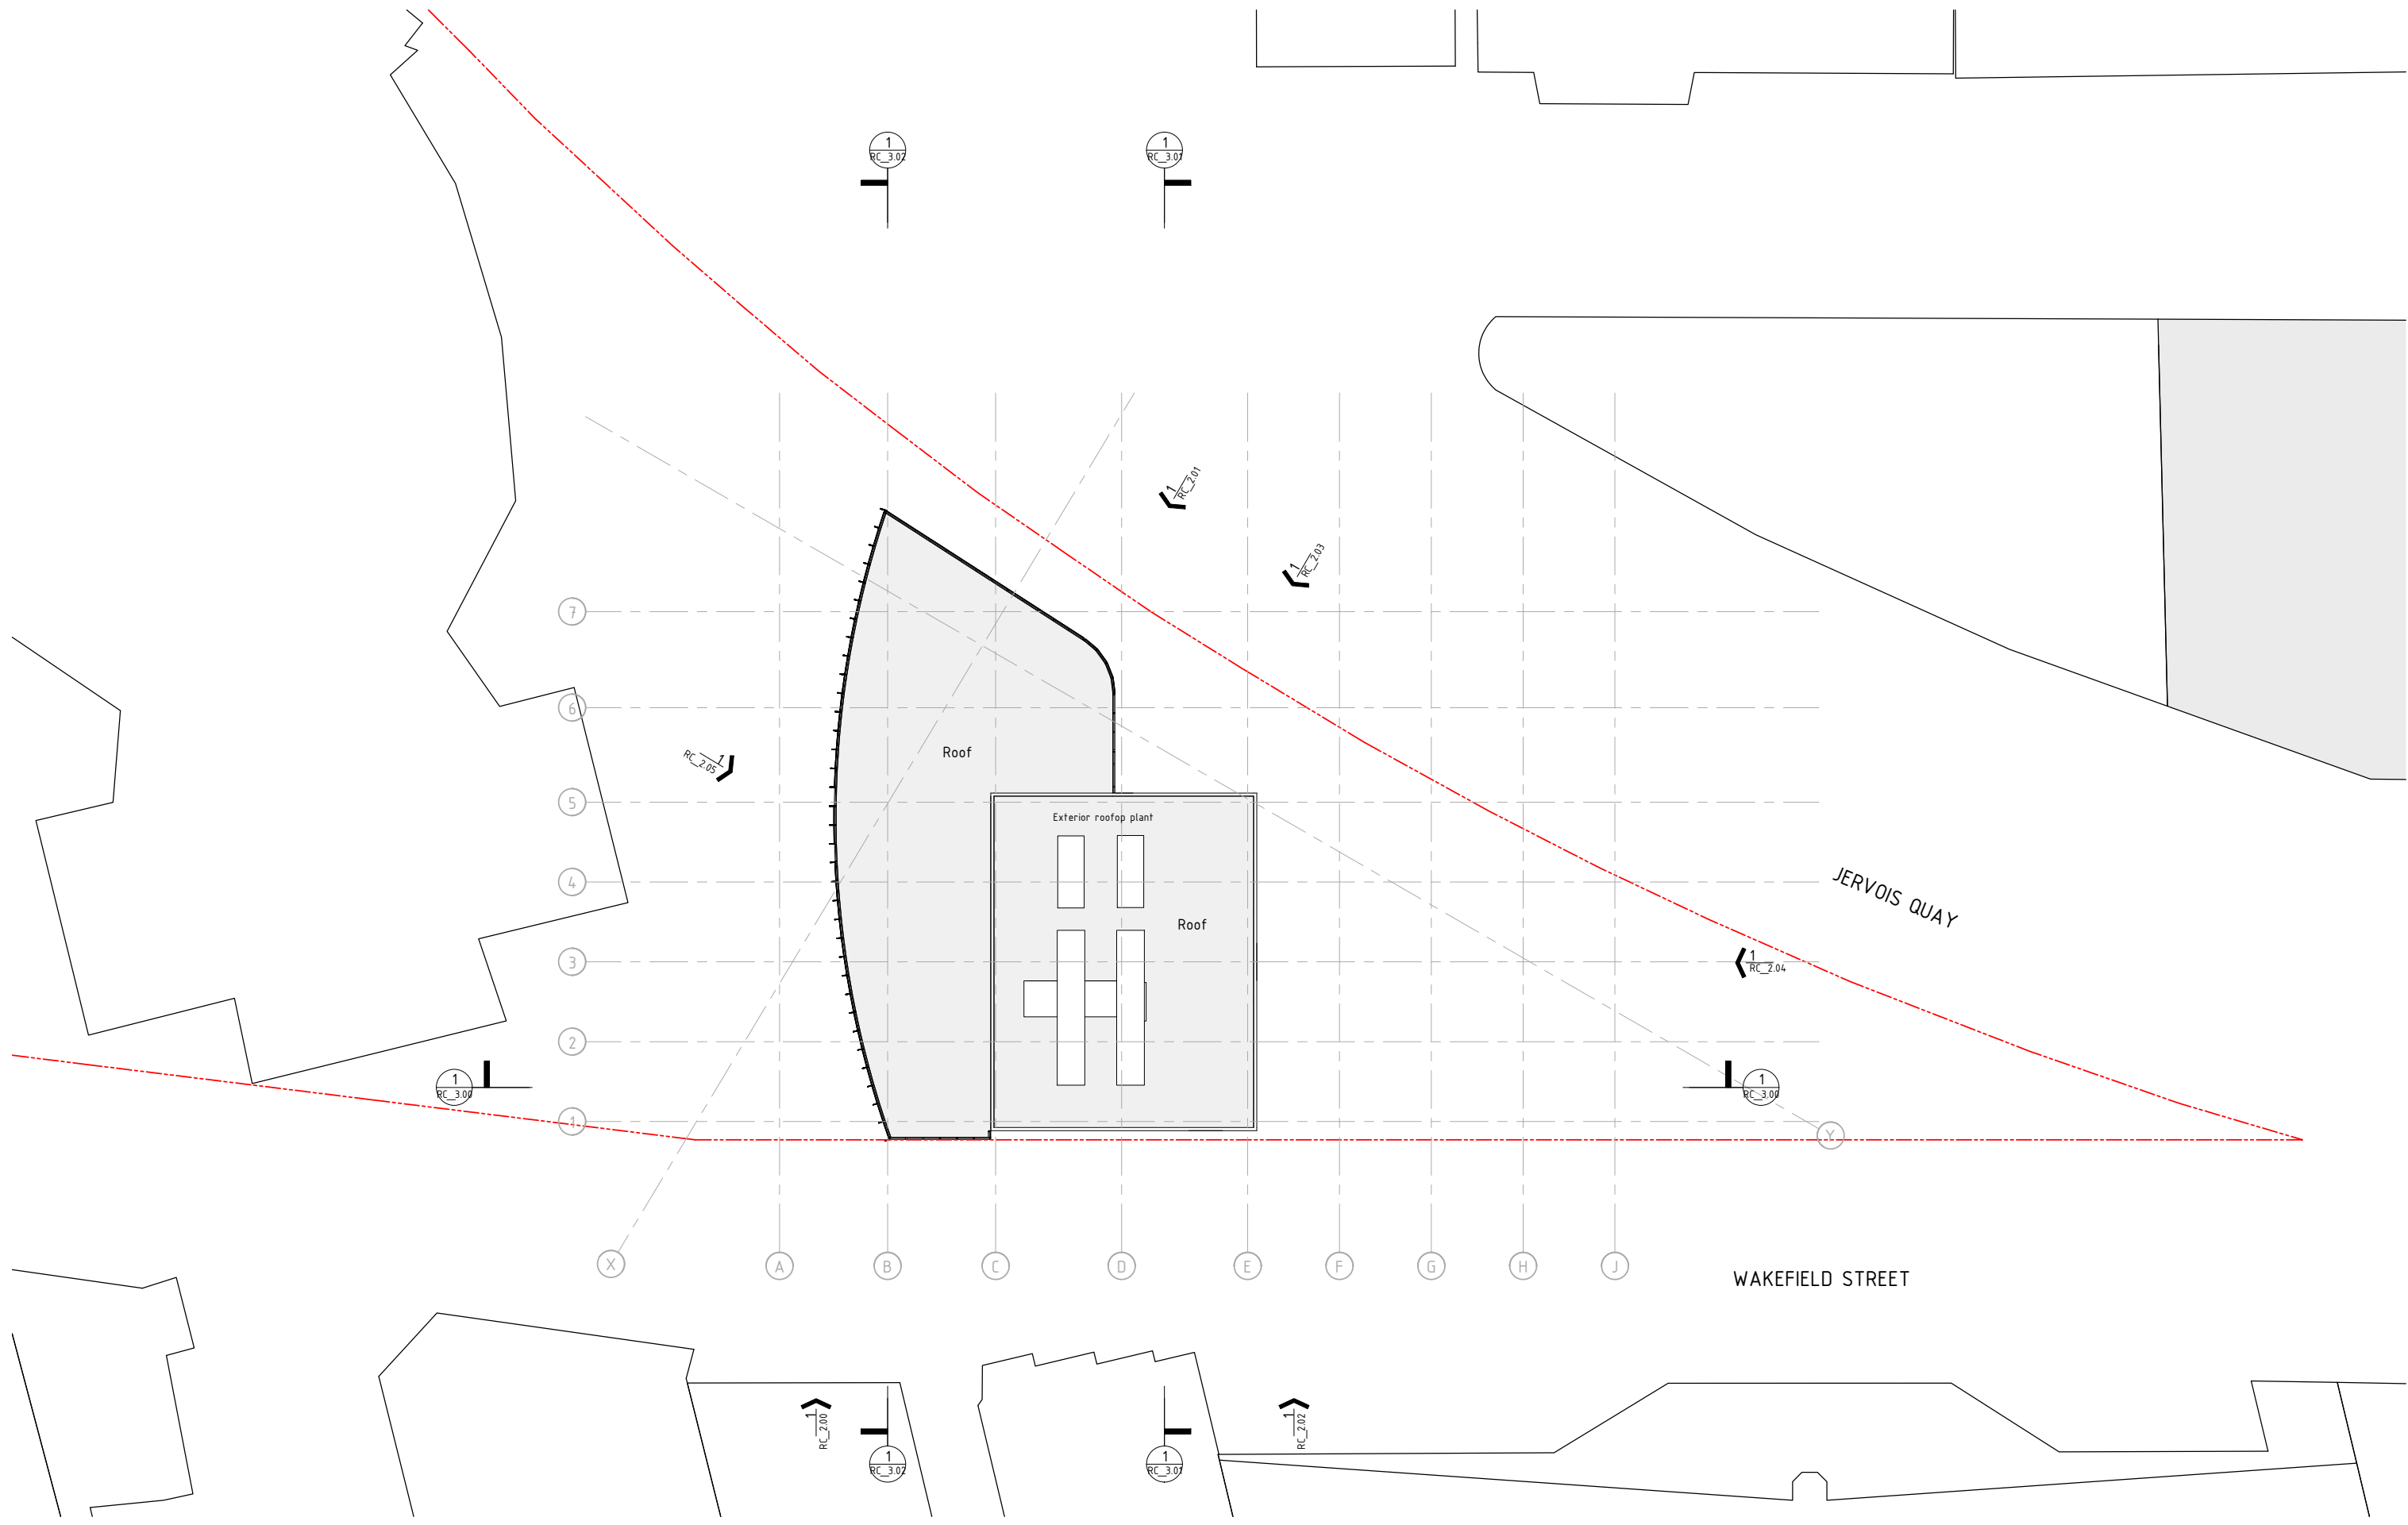 1
RC_3.02
1
RC_3.01
1
RC_2.01
1
RC_2.03
7
6
Roof
1
RC_2.05
5
Exterior roofop plant
4
JERVOIS QUAY
Roof
3
1
RC_2.04
2
1
RC_3.00
1
RC_3.00
1
Y
X
A
B
C
D
E
F
G
H
J
WAKEFIELD STREET
1
RC_2.00
1
RC_2.02
1
RC_3.02
1
RC_3.01